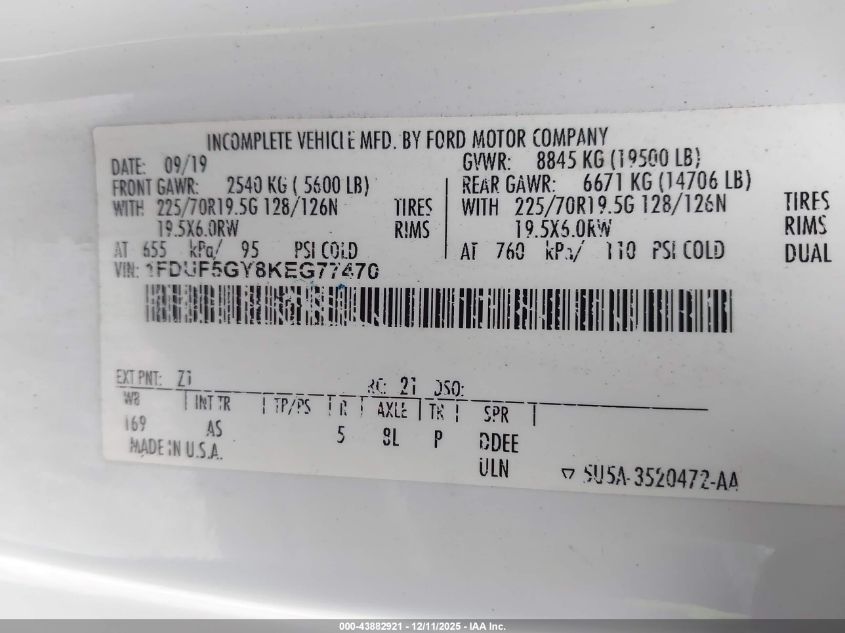 INCOMPLETE VEHICLE MFD. BY FORD MOTOR COMPANY
DATE: 09/19 GVWR: 8845 KG (19500 LB)
FRONT GAWR: 2540 KG ( 5600 LB) REAR GAWR: 6671 KG (14706 LB)
WITH 225/70R19.5G 128/126N TIRES WITH 225/70R19.5G 128/126N TIRES
19.5X6.0RW RIMS 19.5X6.0RW RIMS
AT 655 kPa/ 95 PSI COLD AT 760 kPa/ 110 PSI COLD DUAL
VIN: 1FDUF5GY8KEG77470
EXT PNT: Z1 RC: 21 DSO:
WB INT TR TP/PS R AXLE TR SPR
169 AS 5 8L P DDEE
MADE IN U.S.A. ULN 5U5A-3520472-AA
000-43882921 - 12/11/2025 - IAA Inc.